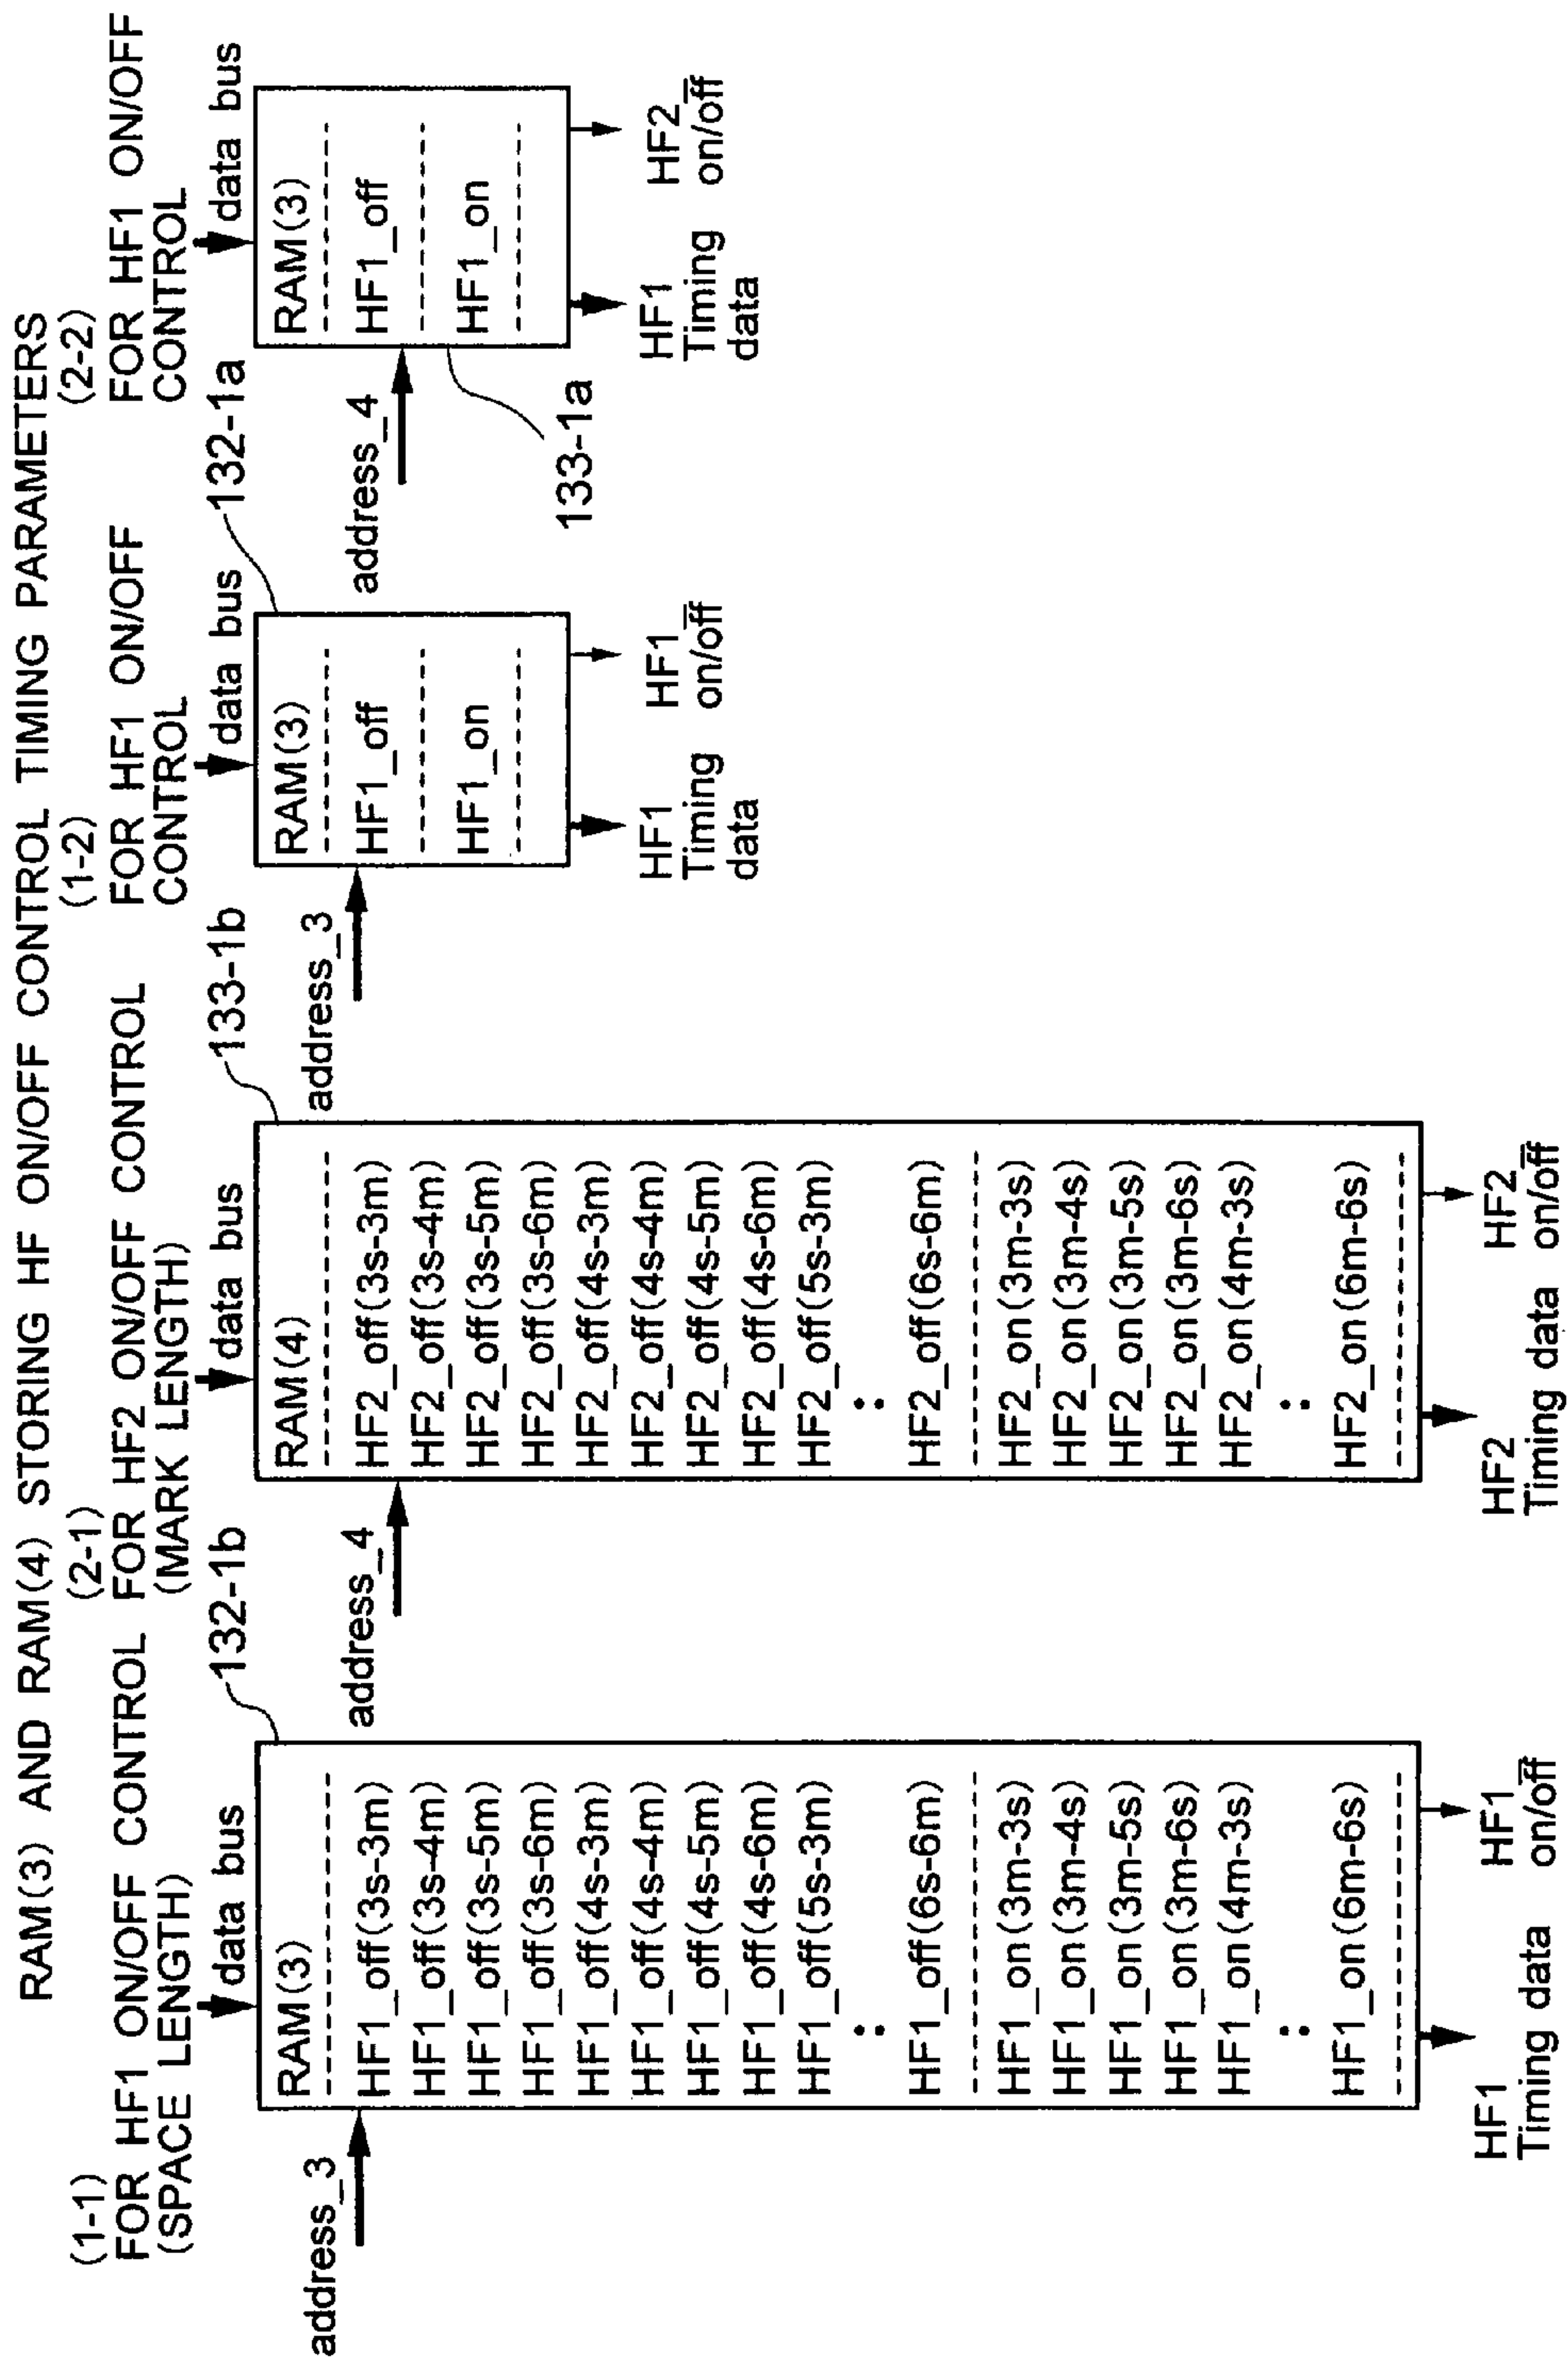 RAM(3) AND RAM(4) STORING HF ON/OFF CONTROL TIMING PARAMETERS
(1-1)
FOR HF1 ON/OFF CONTROL
(SPACE LENGTH)
132-1b
data bus
address_3
RAM(3)
HF1_off(3s-3m)
HF1_off(3s-4m)
HF1_off(3s-5m)
HF1_off(3s-6m)
HF1_off(4s-3m)
HF1_off(4s-4m)
HF1_off(4s-5m)
HF1_off(4s-6m)
HF1_off(5s-3m)
:
HF1_off(6s-6m)
HF1_on(3m-3s)
HF1_on(3m-4s)
HF1_on(3m-5s)
HF1_on(3m-6s)
HF1_on(4m-3s)
:
HF1_on(6m-6s)
HF1
Timing data
HF1
on/o̅f̅f̅
(2-1)
FOR HF2 ON/OFF CONTROL
(MARK LENGTH)
133-1b
data bus
address_4
RAM(4)
HF2_off(3s-3m)
HF2_off(3s-4m)
HF2_off(3s-5m)
HF2_off(3s-6m)
HF2_off(4s-3m)
HF2_off(4s-4m)
HF2_off(4s-5m)
HF2_off(4s-6m)
HF2_off(5s-3m)
:
HF2_off(6s-6m)
HF2_on(3m-3s)
HF2_on(3m-4s)
HF2_on(3m-5s)
HF2_on(3m-6s)
HF2_on(4m-3s)
:
HF2_on(6m-6s)
HF2
Timing data
HF2
on/o̅f̅f̅
(1-2)
FOR HF1 ON/OFF
CONTROL
132-1a
data bus
address_3
RAM(3)
HF1_off
HF1_on
HF1
Timing
data
HF1
on/o̅f̅f̅
(2-2)
FOR HF1 ON/OFF
CONTROL
data bus
address_4
RAM(3)
HF1_off
HF1_on
133-1a
HF1
Timing
data
HF2
on/o̅f̅f̅